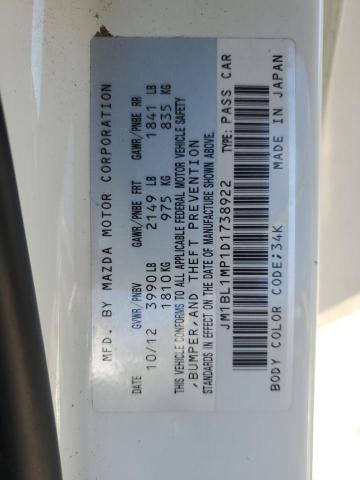 MFD. BY MAZDA MOTOR CORPORATION
DATE GVWR/PNBV GAWR/PNBE FRT GAWR/PNBE RR
10/12 3990 LB 2149 LB 1841 LB
1810 KG 975 KG 835 KG
THIS VEHICLE CONFORMS TO ALL APPLICABLE FEDERAL MOTOR VEHICLE SAFETY
,BUMPER,AND THEFT PREVENTION
STANDARDS IN EFFECT ON THE DATE OF MANUFACTURE SHOWN ABOVE.
JM1BL1MP1D1738922 TYPE: PASS CAR
BODY COLOR CODE;34K MADE IN JAPAN